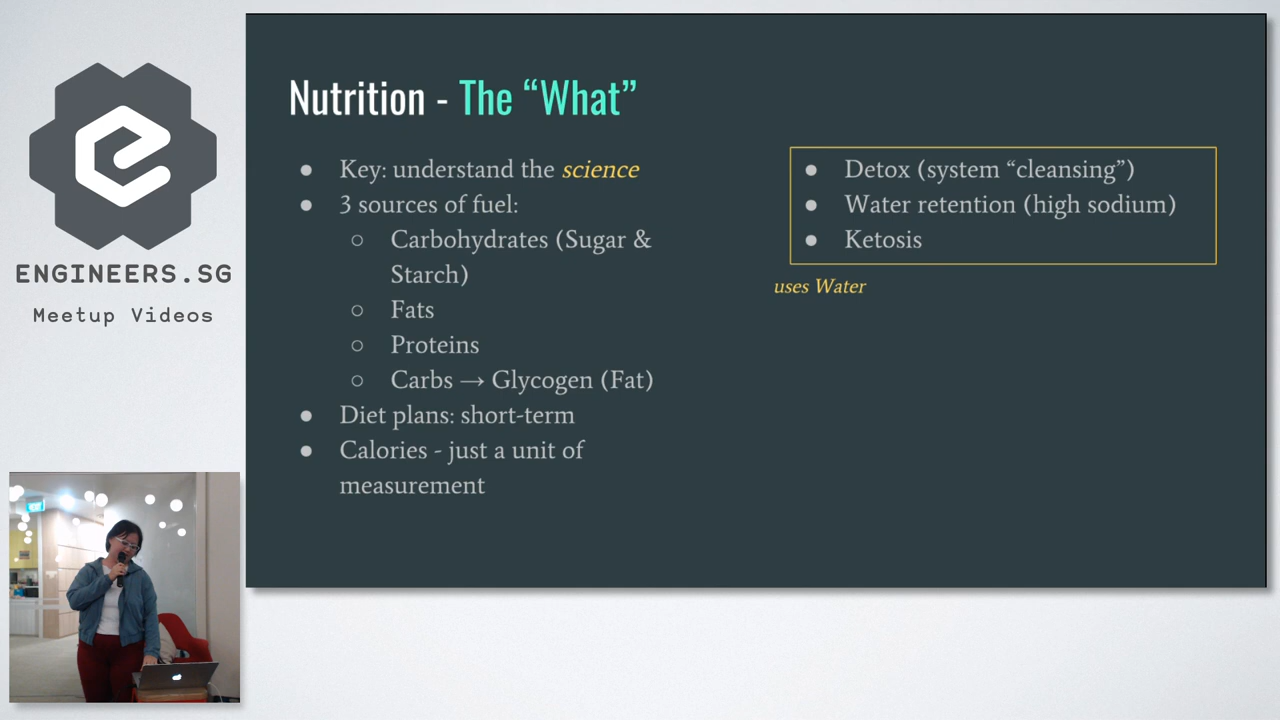 ENGINEERS.SG
Meetup Videos
Nutrition - The “What”
● Key: understand the science
● 3 sources of fuel:
○ Carbohydrates (Sugar &
Starch)
○ Fats
○ Proteins
○ Carbs → Glycogen (Fat)
● Diet plans: short-term
● Calories - just a unit of
measurement
● Detox (system “cleansing”)
● Water retention (high sodium)
● Ketosis
uses Water